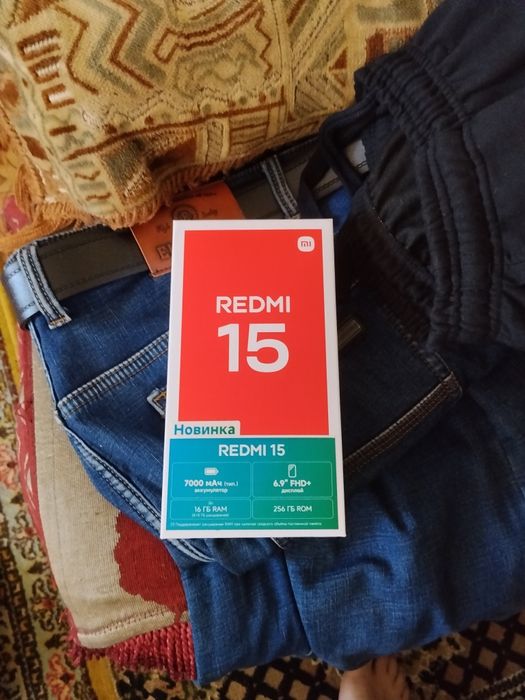 mi
REDMI
15
Новинка
REDMI 15
7000 мАч (тип.)
аккумулятор
6.9" FHD+
дисплей
16 ГБ RAM
256 ГБ ROM